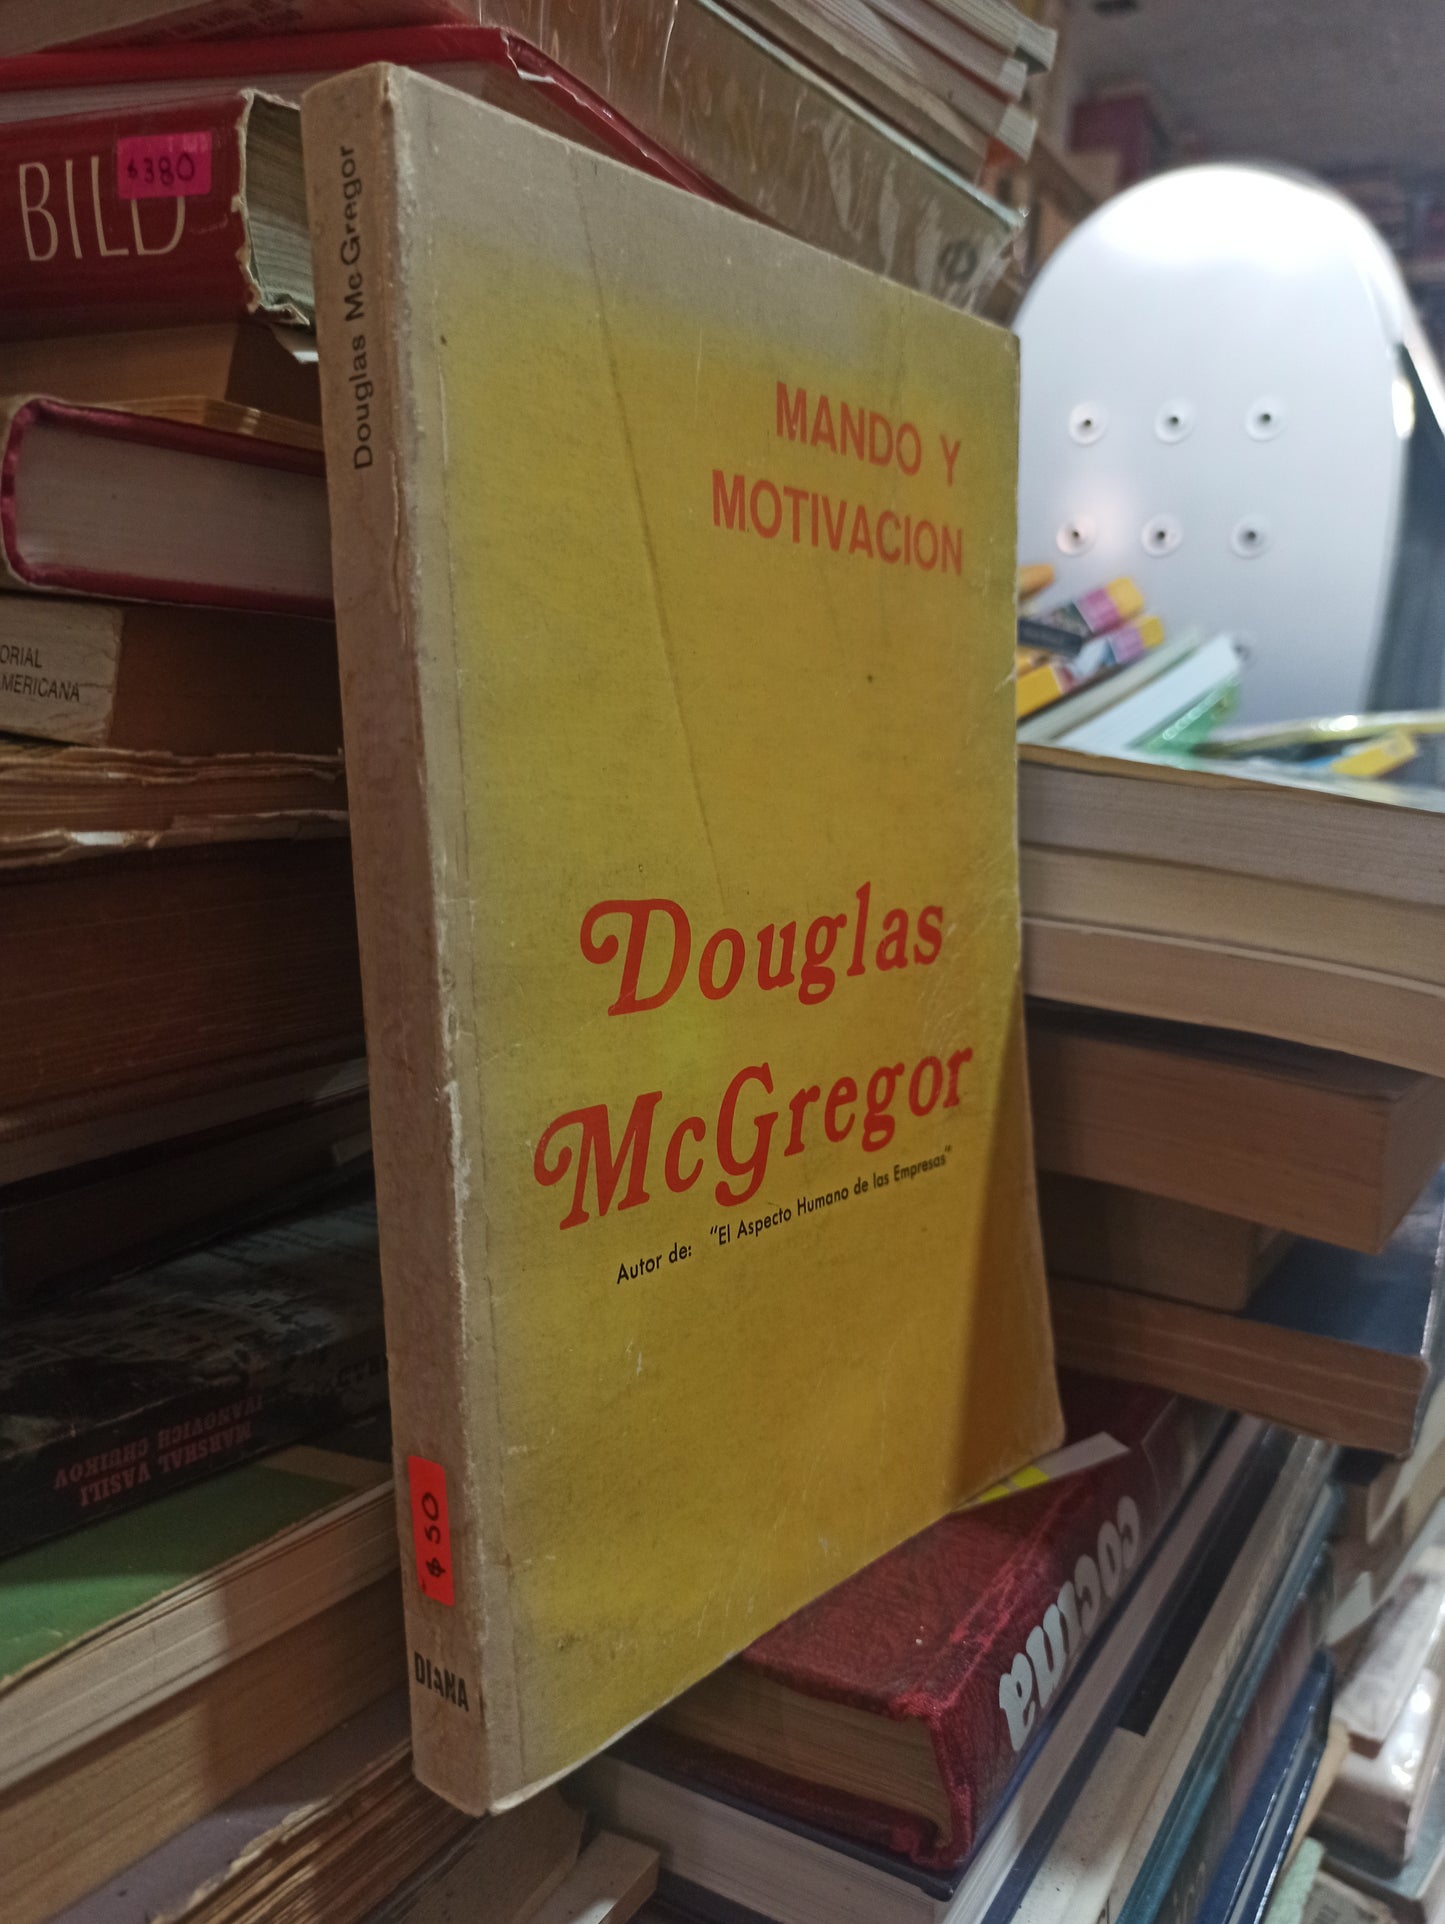 MANDO Y
MOTIVACION
Douglas
McGregor
Autor de: "El Aspecto Humano de las Empresas"
Douglas McGregor
$50
DIANA
BILD
$380
ORIAL
MERICANA
MARSHAL VASILI
IVANOVICH CHUIKOV
cocina